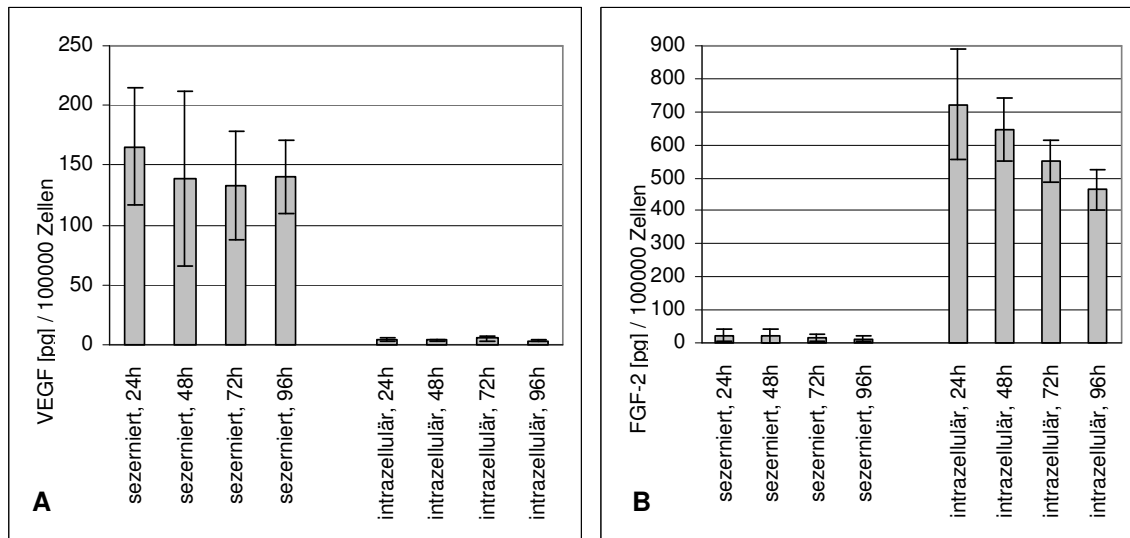 250
200
150
100
50
0
VEGF [pg] / 100000 Zellen
sezerniert, 24h
sezerniert, 48h
sezerniert, 72h
sezerniert, 96h
intrazellulär, 24h
intrazellulär, 48h
intrazellulär, 72h
intrazellulär, 96h
A
900
800
700
600
500
400
300
200
100
0
FGF-2 [pg] / 100000 Zellen
sezerniert, 24h
sezerniert, 48h
sezerniert, 72h
sezerniert, 96h
intrazellulär, 24h
intrazellulär, 48h
intrazellulär, 72h
intrazellulär, 96h
B